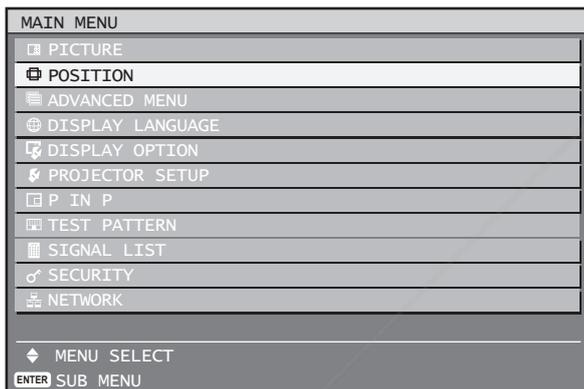 MAIN MENU
PICTURE
POSITION
ADVANCED MENU
DISPLAY LANGUAGE
DISPLAY OPTION
PROJECTOR SETUP
P IN P
TEST PATTERN
SIGNAL LIST
SECURITY
NETWORK
MENU SELECT
ENTER SUB MENU